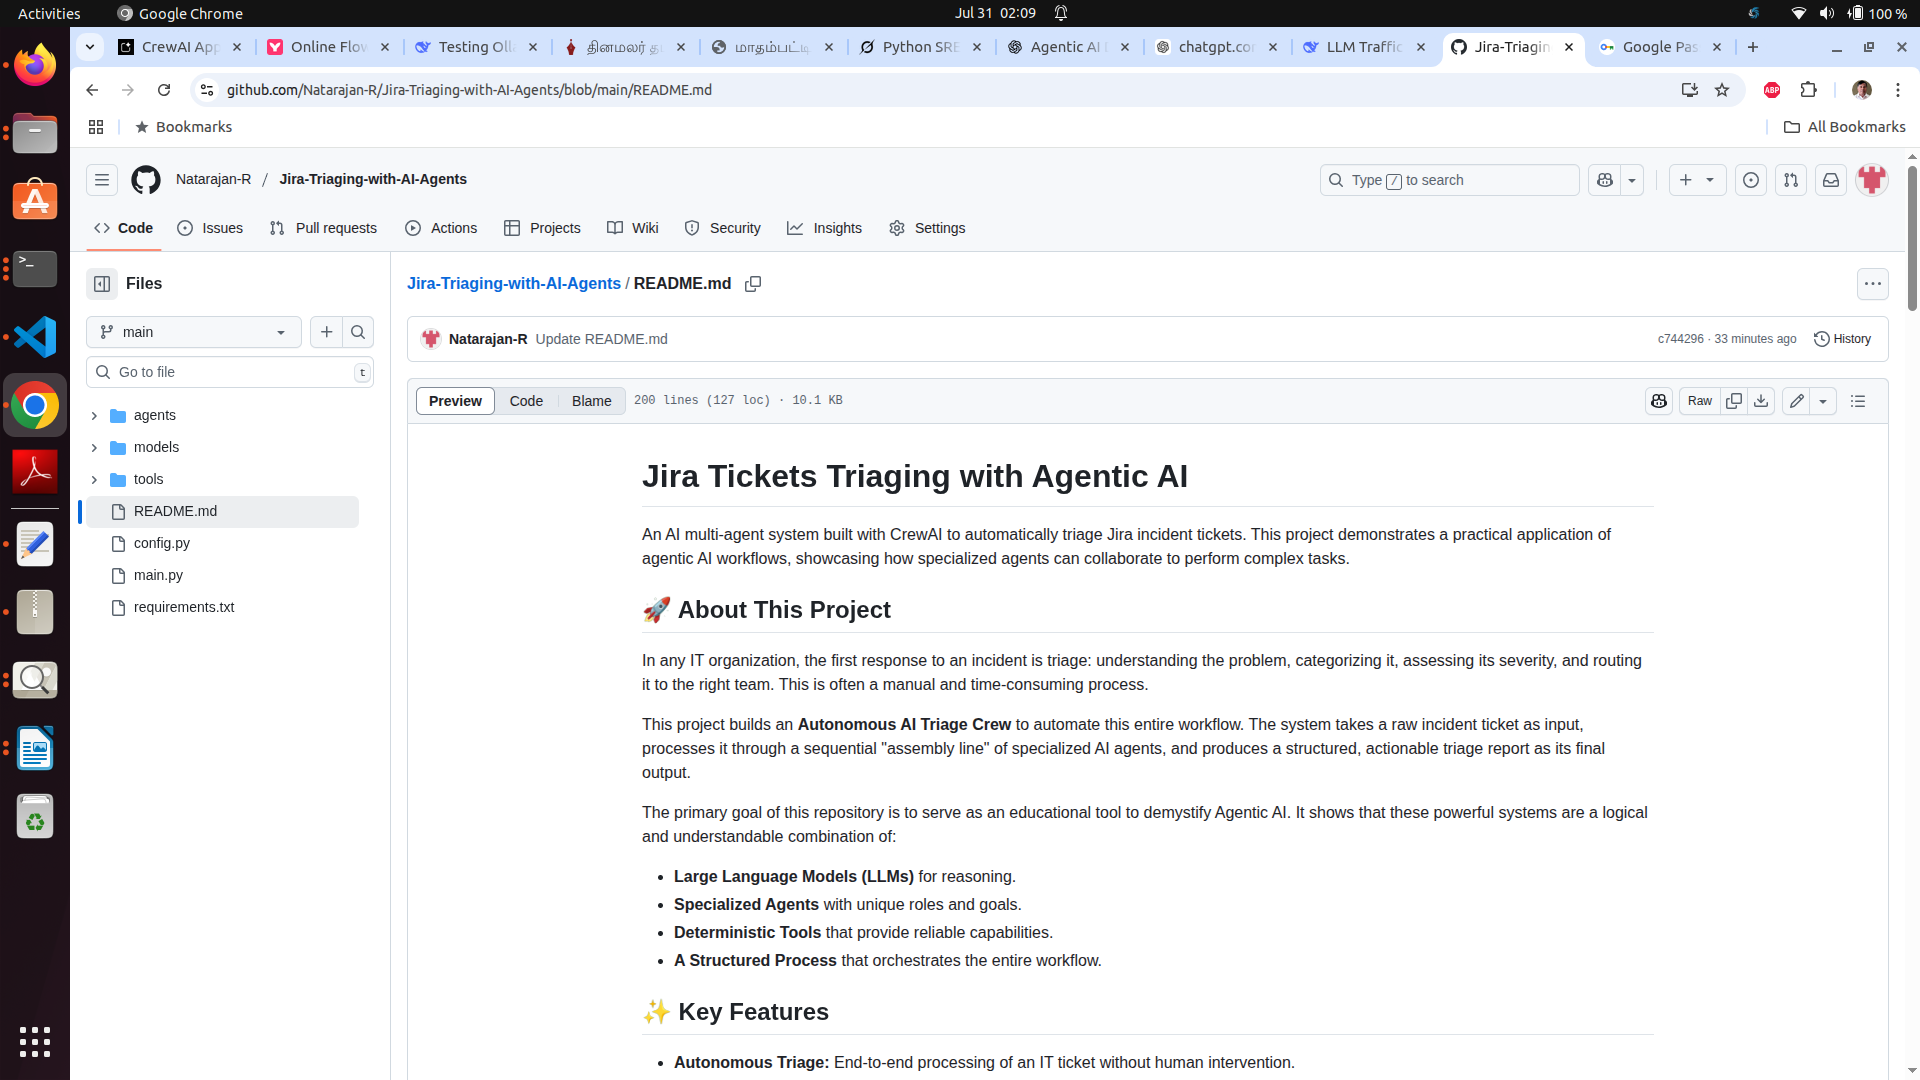 Activities
Google Chrome
Jul 31 02:09
100 %
CrewAI App
Online Flow
Testing Oll
தினமலர்
மாதம்பட்டி
Python SRE
Agentic AI
chatgpt.co
LLM Traffic
Jira-Triagin
Google Pas
github.com/Natarajan-R/Jira-Triaging-with-AI-Agents/blob/main/README.md
ABP
Bookmarks
All Bookmarks
Natarajan-R / Jira-Triaging-with-AI-Agents
Type / to search
Code
Issues
Pull requests
Actions
Projects
Wiki
Security
Insights
Settings
Files
main
Go to file
t
agents
models
tools
README.md
config.py
main.py
requirements.txt
Jira-Triaging-with-AI-Agents / README.md
Natarajan-R Update README.md
c744296 · 33 minutes ago
History
Preview
Code
Blame
200 lines (127 loc) · 10.1 KB
Raw
Jira Tickets Triaging with Agentic AI
An AI multi-agent system built with CrewAI to automatically triage Jira incident tickets. This project demonstrates a practical application of
agentic AI workflows, showcasing how specialized agents can collaborate to perform complex tasks.
🚀 About This Project
In any IT organization, the first response to an incident is triage: understanding the problem, categorizing it, assessing its severity, and routing
it to the right team. This is often a manual and time-consuming process.
This project builds an Autonomous AI Triage Crew to automate this entire workflow. The system takes a raw incident ticket as input,
processes it through a sequential "assembly line" of specialized AI agents, and produces a structured, actionable triage report as its final
output.
The primary goal of this repository is to serve as an educational tool to demystify Agentic AI. It shows that these powerful systems are a logical
and understandable combination of:
• Large Language Models (LLMs) for reasoning.
• Specialized Agents with unique roles and goals.
• Deterministic Tools that provide reliable capabilities.
• A Structured Process that orchestrates the entire workflow.
✨ Key Features
• Autonomous Triage: End-to-end processing of an IT ticket without human intervention.